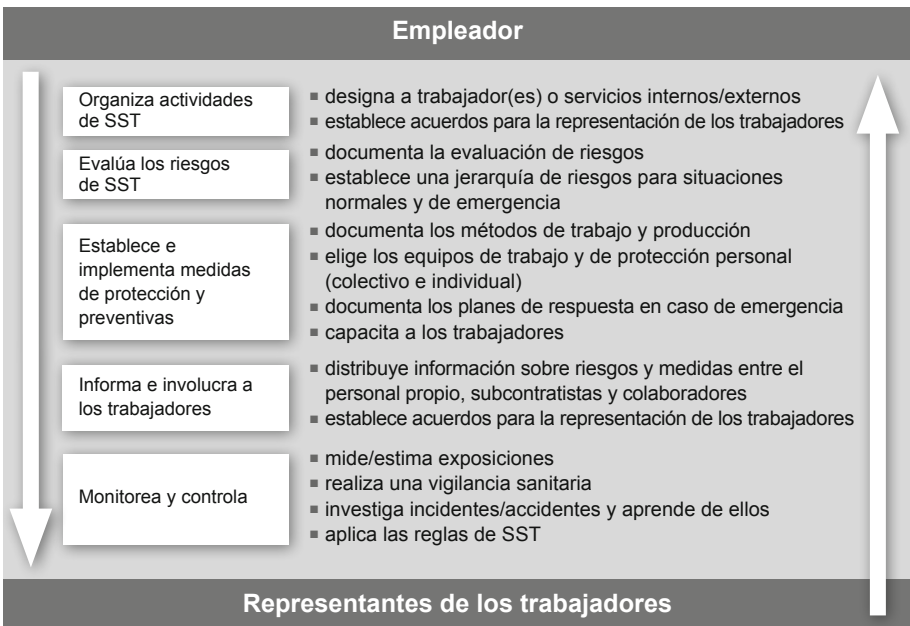 Empleador
Organiza actividades
de SST
▪ designa a trabajador(es) o servicios internos/externos
▪ establece acuerdos para la representación de los trabajadores
Evalúa los riesgos
de SST
▪ documenta la evaluación de riesgos
▪ establece una jerarquía de riesgos para situaciones
normales y de emergencia
Establece e
implementa medidas
de protección y
preventivas
▪ documenta los métodos de trabajo y producción
▪ elige los equipos de trabajo y de protección personal
(colectivo e individual)
▪ documenta los planes de respuesta en caso de emergencia
▪ capacita a los trabajadores
Informa e involucra a
los trabajadores
▪ distribuye información sobre riesgos y medidas entre el
personal propio, subcontratistas y colaboradores
▪ establece acuerdos para la representación de los trabajadores
Monitorea y controla
▪ mide/estima exposiciones
▪ realiza una vigilancia sanitaria
▪ investiga incidentes/accidentes y aprende de ellos
▪ aplica las reglas de SST
Representantes de los trabajadores